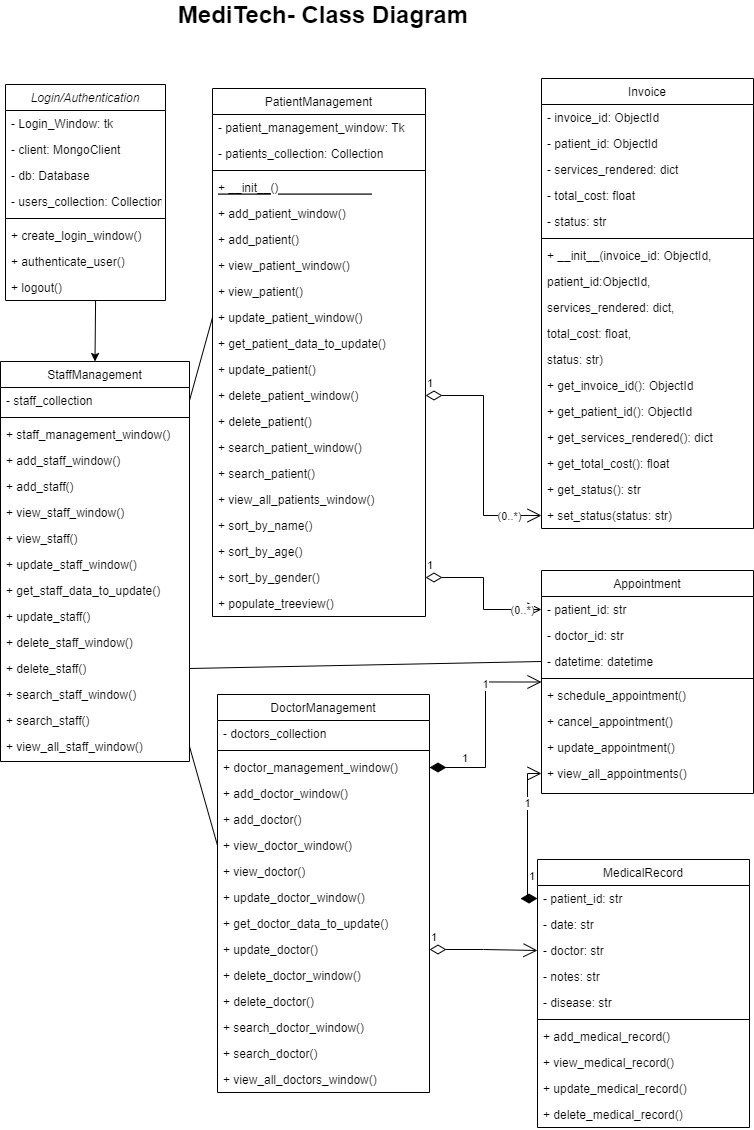 MediTech- Class Diagram
Login/Authentication
- Login_Window: tk
- client: MongoClient
- db: Database
- users_collection: Collection
+ create_login_window()
+ authenticate_user()
+ logout()
PatientManagement
- patient_management_window: Tk
- patients_collection: Collection
+ __init__()
+ add_patient_window()
+ add_patient()
+ view_patient_window()
+ view_patient()
+ update_patient_window()
+ get_patient_data_to_update()
+ update_patient()
+ delete_patient_window()
+ delete_patient()
+ search_patient_window()
+ search_patient()
+ view_all_patients_window()
+ sort_by_name()
+ sort_by_age()
+ sort_by_gender()
+ populate_treeview()
Invoice
- invoice_id: ObjectId
- patient_id: ObjectId
- services_rendered: dict
- total_cost: float
- status: str
+ __init__(invoice_id: ObjectId,
patient_id:ObjectId,
services_rendered: dict,
total_cost: float,
status: str)
+ get_invoice_id(): ObjectId
+ get_patient_id(): ObjectId
+ get_services_rendered(): dict
+ get_total_cost(): float
+ get_status(): str
+ set_status(status: str)
1
(0..*)
1
(0..*)
StaffManagement
- staff_collection
+ staff_management_window()
+ add_staff_window()
+ add_staff()
+ view_staff_window()
+ view_staff()
+ update_staff_window()
+ get_staff_data_to_update()
+ update_staff()
+ delete_staff_window()
+ delete_staff()
+ search_staff_window()
+ search_staff()
+ view_all_staff_window()
Appointment
- patient_id: str
- doctor_id: str
- datetime: datetime
+ schedule_appointment()
+ cancel_appointment()
+ update_appointment()
+ view_all_appointments()
1
1
1
1
DoctorManagement
- doctors_collection
+ doctor_management_window()
+ add_doctor_window()
+ add_doctor()
+ view_doctor_window()
+ view_doctor()
+ update_doctor_window()
+ get_doctor_data_to_update()
+ update_doctor()
+ delete_doctor_window()
+ delete_doctor()
+ search_doctor_window()
+ search_doctor()
+ view_all_doctors_window()
1
MedicalRecord
- patient_id: str
- date: str
- doctor: str
- notes: str
- disease: str
+ add_medical_record()
+ view_medical_record()
+ update_medical_record()
+ delete_medical_record()